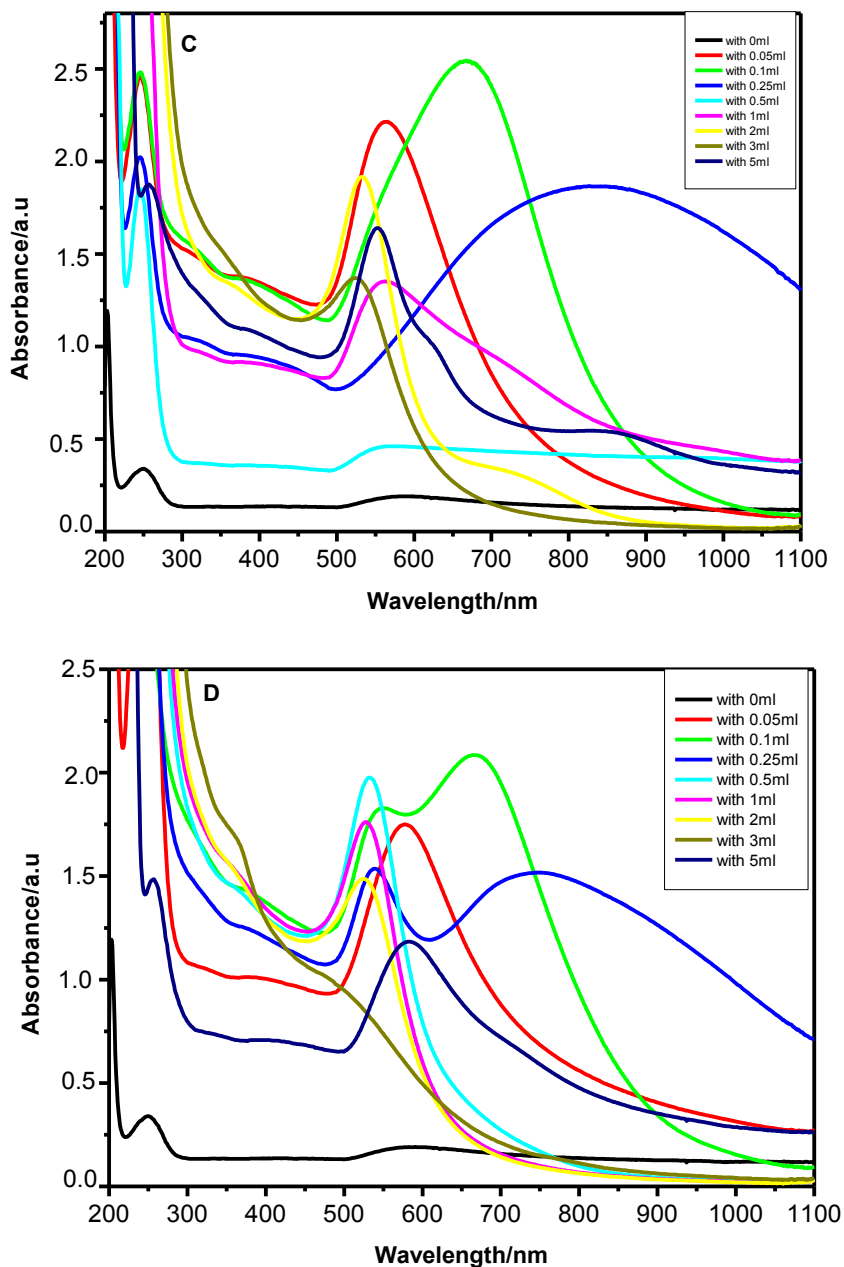 C
with 0ml
with 0.05ml
with 0.1ml
with 0.25ml
with 0.5ml
with 1ml
with 2ml
with 3ml
with 5ml
2.5
2.0
1.5
1.0
0.5
0.0
Absorbance/a.u
200 300 400 500 600 700 800 900 1000 1100
Wavelength/nm
D
with 0ml
with 0.05ml
with 0.1ml
with 0.25ml
with 0.5ml
with 1ml
with 2ml
with 3ml
with 5ml
2.5
2.0
1.5
1.0
0.5
0.0
Absorbance/a.u
200 300 400 500 600 700 800 900 1000 1100
Wavelength/nm